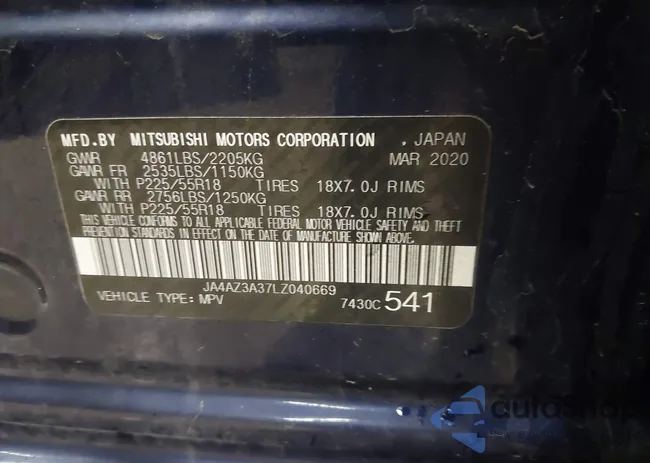 MFD.BY MITSUBISHI MOTORS CORPORATION , JAPAN
GVWR 4861LBS/2205KG MAR 2020
GAWR FR 2535LBS/1150KG
WITH P225/55R18 TIRES 18X7.0J RIMS
GAWR RR 2756LBS/1250KG
WITH P225/55R18 TIRES 18X7.0J RIMS
THIS VEHICLE CONFORMS TO ALL APPLICABLE FEDERAL MOTOR VEHICLE SAFETY AND THEFT
PREVENTION STANDARDS IN EFFECT ON THE DATE OF MANUFACTURE SHOWN ABOVE.
JA4AZ3A37LZ040669
VEHICLE TYPE: MPV 7430C 541
autoshop